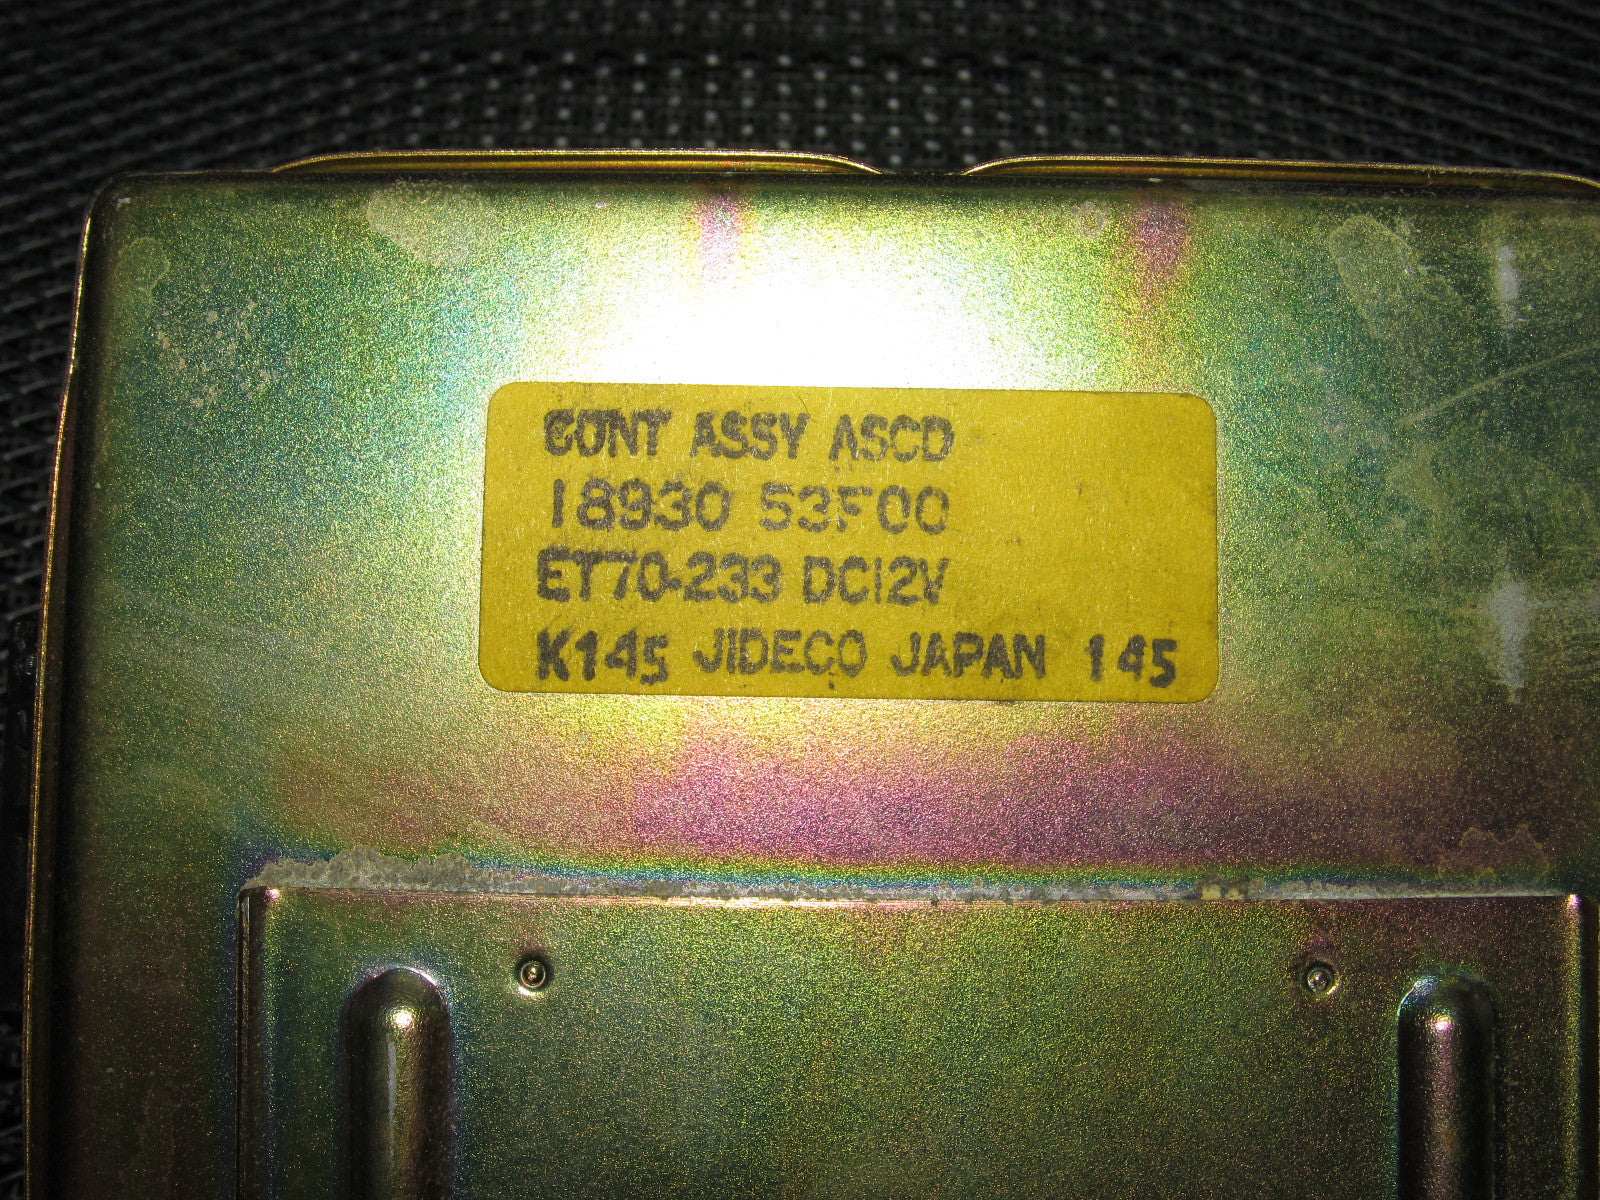 CONT ASSY ASCD
18930 53F00
ET70-233 DC12V
K145 JIDECO JAPAN 145